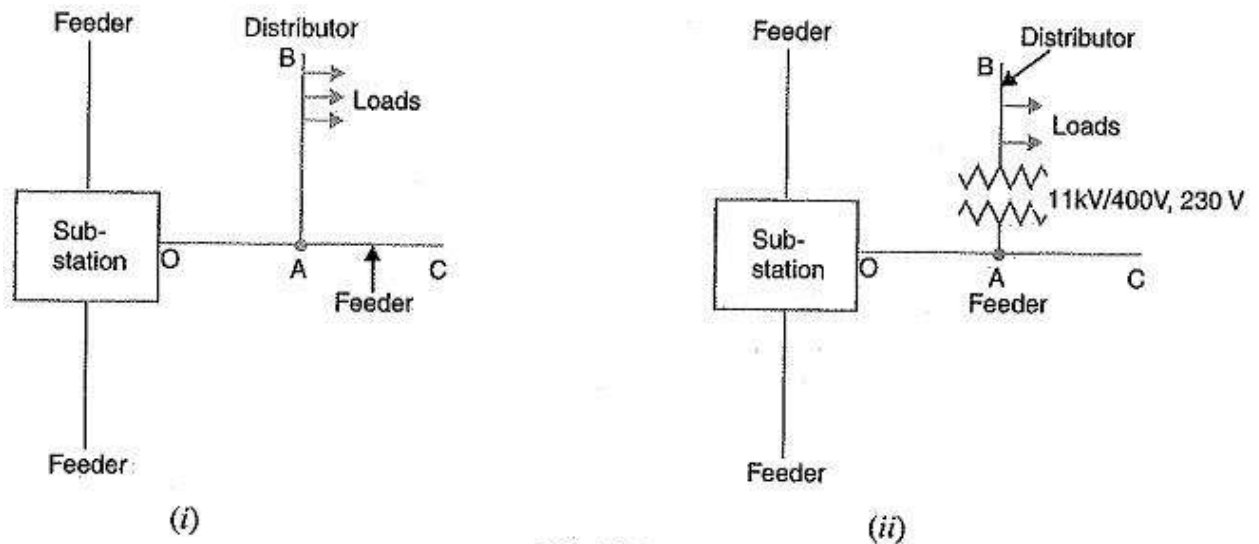 Feeder
Distributor
B
Loads
Sub-
station
O
A
C
Feeder
Feeder
(i)
Feeder
Distributor
B
Loads
11kV/400V, 230 V
Sub-
station
O
A
C
Feeder
Feeder
(ii)